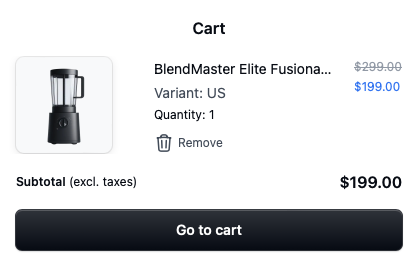 Cart
BlendMaster Elite Fusiona...
$299.00
Variant: US
$199.00
Quantity: 1
Remove
Subtotal (excl. taxes)
$199.00
Go to cart